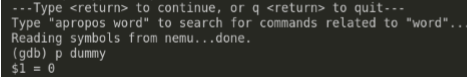 ---Type <return> to continue, or q <return> to quit---
Type "apropos word" to search for commands related to "word"...
Reading symbols from nemu...done.
(gdb) p dummy
$1 = 0